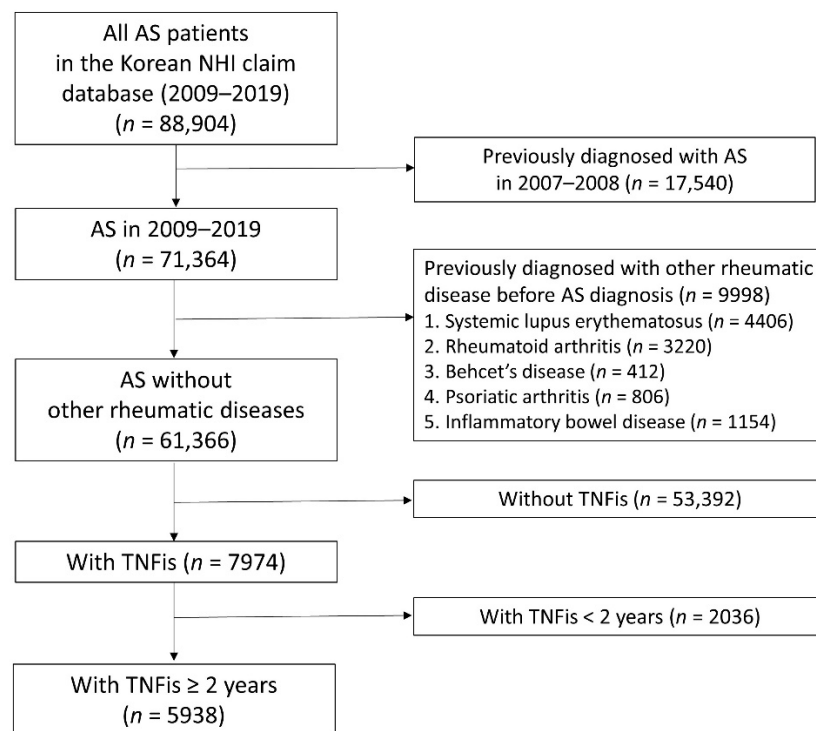 All AS patients
in the Korean NHI claim
database (2009–2019)
(n = 88,904)
Previously diagnosed with AS
in 2007–2008 (n = 17,540)
AS in 2009–2019
(n = 71,364)
Previously diagnosed with other rheumatic
disease before AS diagnosis (n = 9998)
1. Systemic lupus erythematosus (n = 4406)
2. Rheumatoid arthritis (n = 3220)
3. Behcet's disease (n = 412)
4. Psoriatic arthritis (n = 806)
5. Inflammatory bowel disease (n = 1154)
AS without
other rheumatic diseases
(n = 61,366)
Without TNFis (n = 53,392)
With TNFis (n = 7974)
With TNFis < 2 years (n = 2036)
With TNFis ≥ 2 years
(n = 5938)